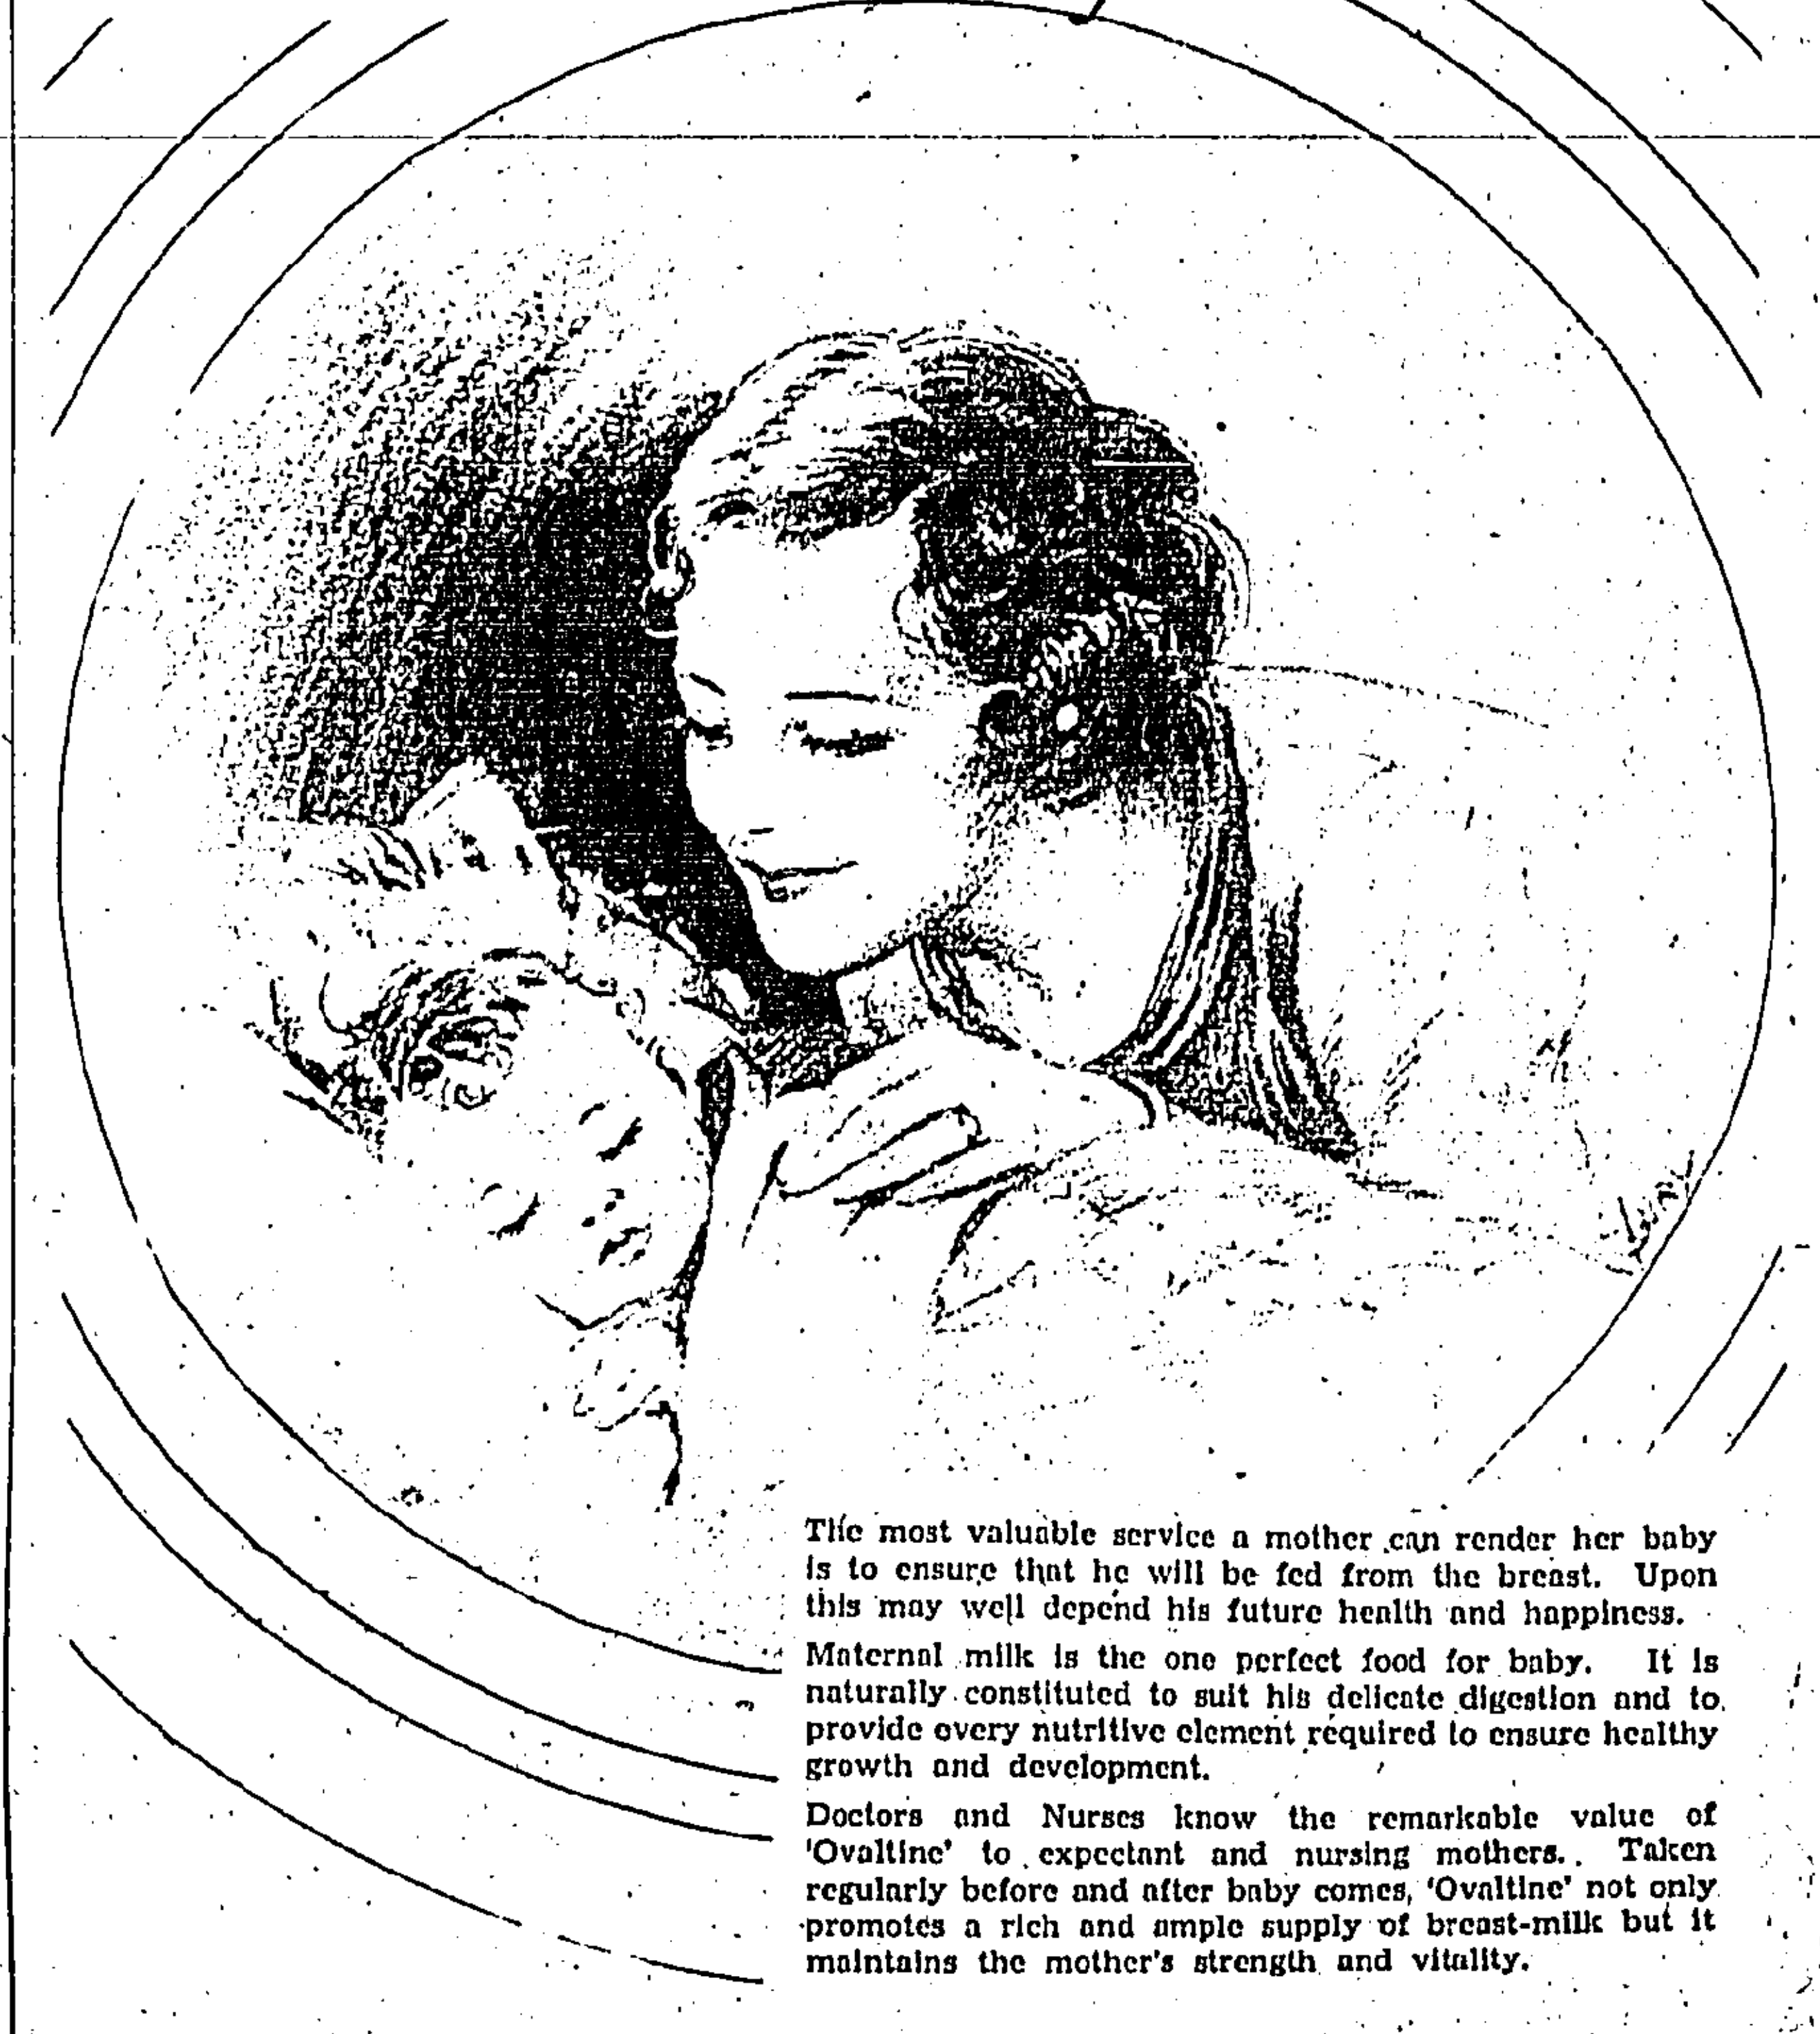 The most valuable service a mother can render her baby
is to ensure that he will be fed from the breast. Upon
this may well depend his future health and happiness.
Maternal milk is the one perfect food for baby. It is
naturally constituted to suit his delicate digestion and to
provide every nutritive element required to ensure healthy
growth and development.
Doctors and Nurses know the remarkable value of
'Ovaltine' to expectant and nursing mothers. Taken
regularly before and after baby comes, 'Ovaltine' not only
promotes a rich and ample supply of breast-milk but it
maintains the mother's strength and vitality.